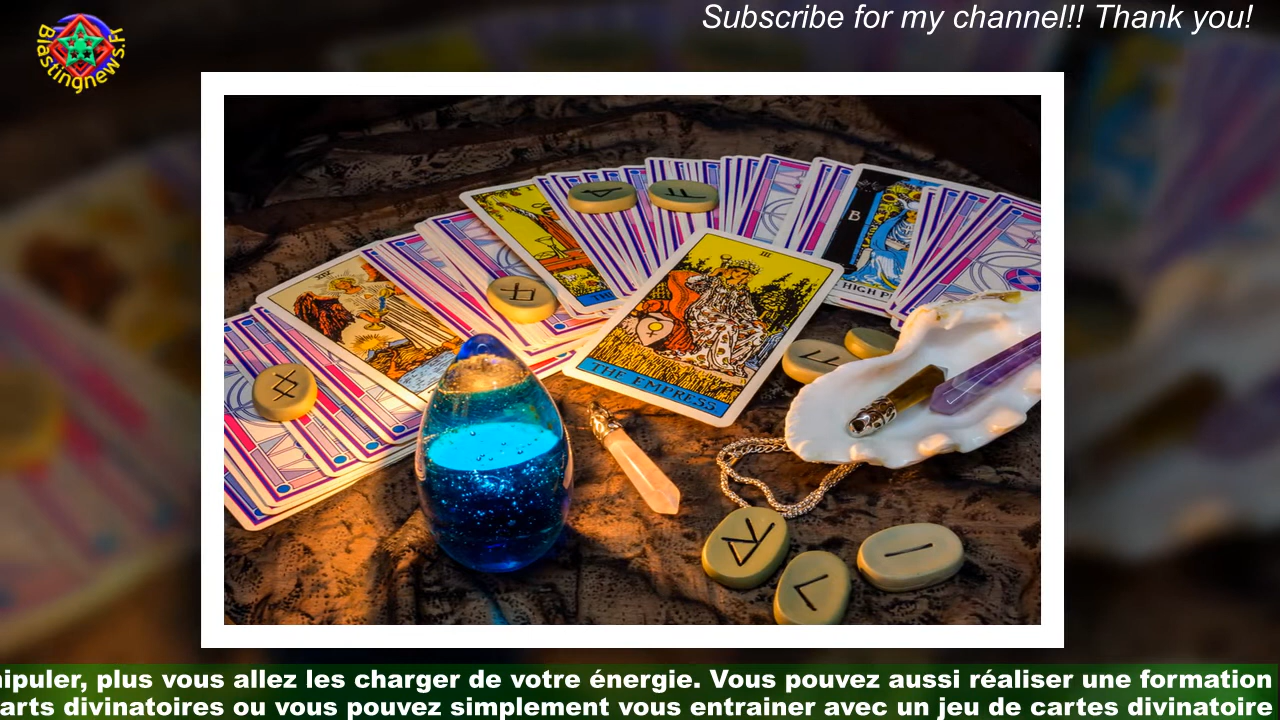 Subscribe for my channel!! Thank you!
Blastingnews.Fr
XIV
III
B
THE EMPRESS
HIGH P
nipuler, plus vous allez les charger de votre énergie. Vous pouvez aussi réaliser une formation
arts divinatoires ou vous pouvez simplement vous entrainer avec un jeu de cartes divinatoire